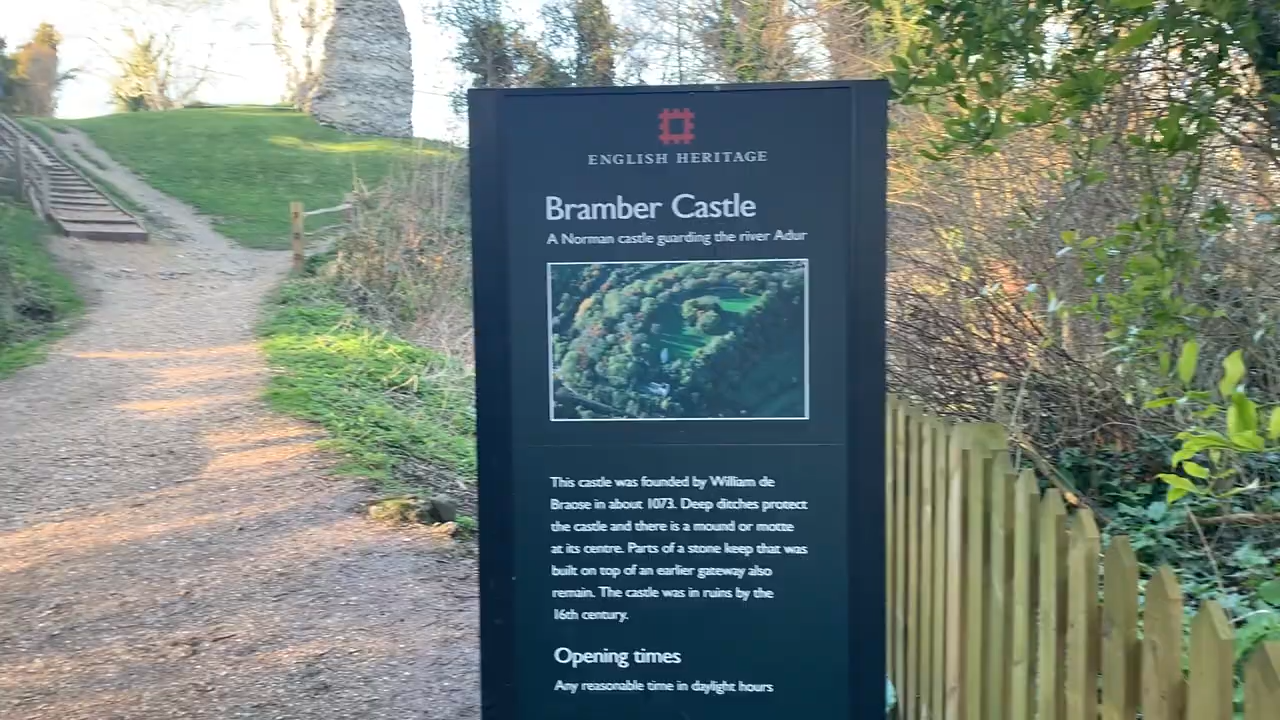 ENGLISH HERITAGE
Bramber Castle
A Norman castle guarding the river Adur
This castle was founded by William de
Braose in about 1073. Deep ditches protect
the castle and there is a mound or motte
at its centre. Parts of a stone keep that was
built on top of an earlier gateway also
remain. The castle was in ruins by the
16th century.
Opening times
Any reasonable time in daylight hours